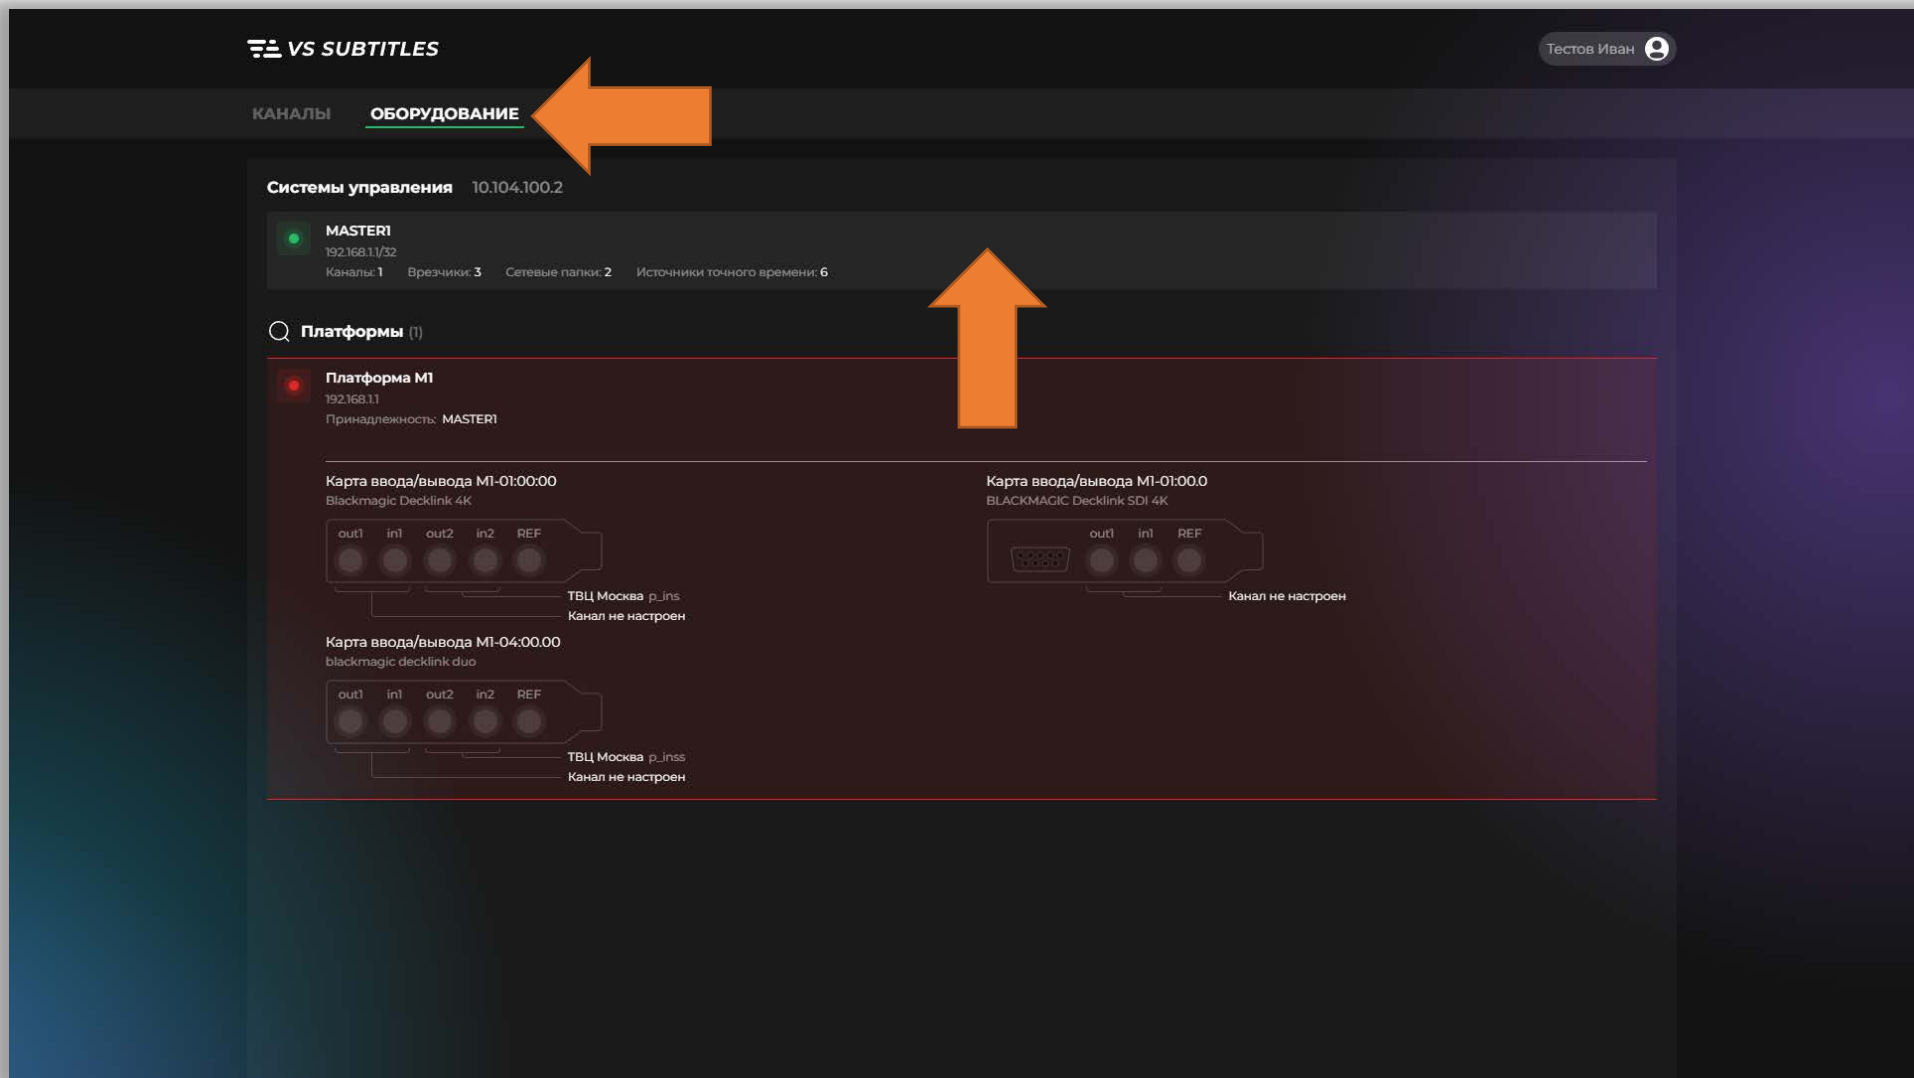 VS SUBTITLES
Тестов Иван
КАНАЛЫ ОБОРУДОВАНИЕ
Системы управления 10.104.100.2
MASTER1
192.168.1.1/32
Каналы: 1 Врезчики: 3 Сетевые папки: 2 Источники точного времени: 6
Платформы (1)
Платформа М1
192.168.1.1
Принадлежность: MASTER1
Карта ввода/вывода М1-01:00:00
Blackmagic Decklink 4K
out1 in1 out2 in2 REF
ТВЦ Москва p_ins
Канал не настроен
Карта ввода/вывода М1-01:00.0
BLACKMAGIC Decklink SDI 4K
out1 in1 REF
Канал не настроен
Карта ввода/вывода М1-04:00.00
blackmagic decklink duo
out1 in1 out2 in2 REF
ТВЦ Москва p_inss
Канал не настроен